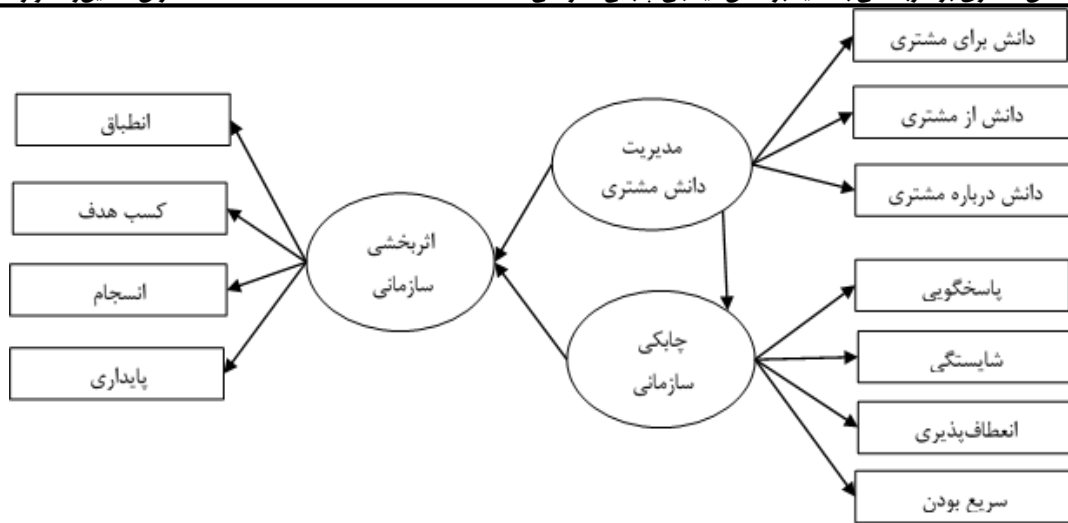 دانش برای مشتری
دانش از مشتری
دانش درباره مشتری
مدیریت
دانش مشتری
انطباق
کسب هدف
انسجام
پایداری
اثربخشی
سازمانی
چابکی
سازمانی
پاسخگویی
شایستگی
انعطاف‌پذیری
سریع بودن